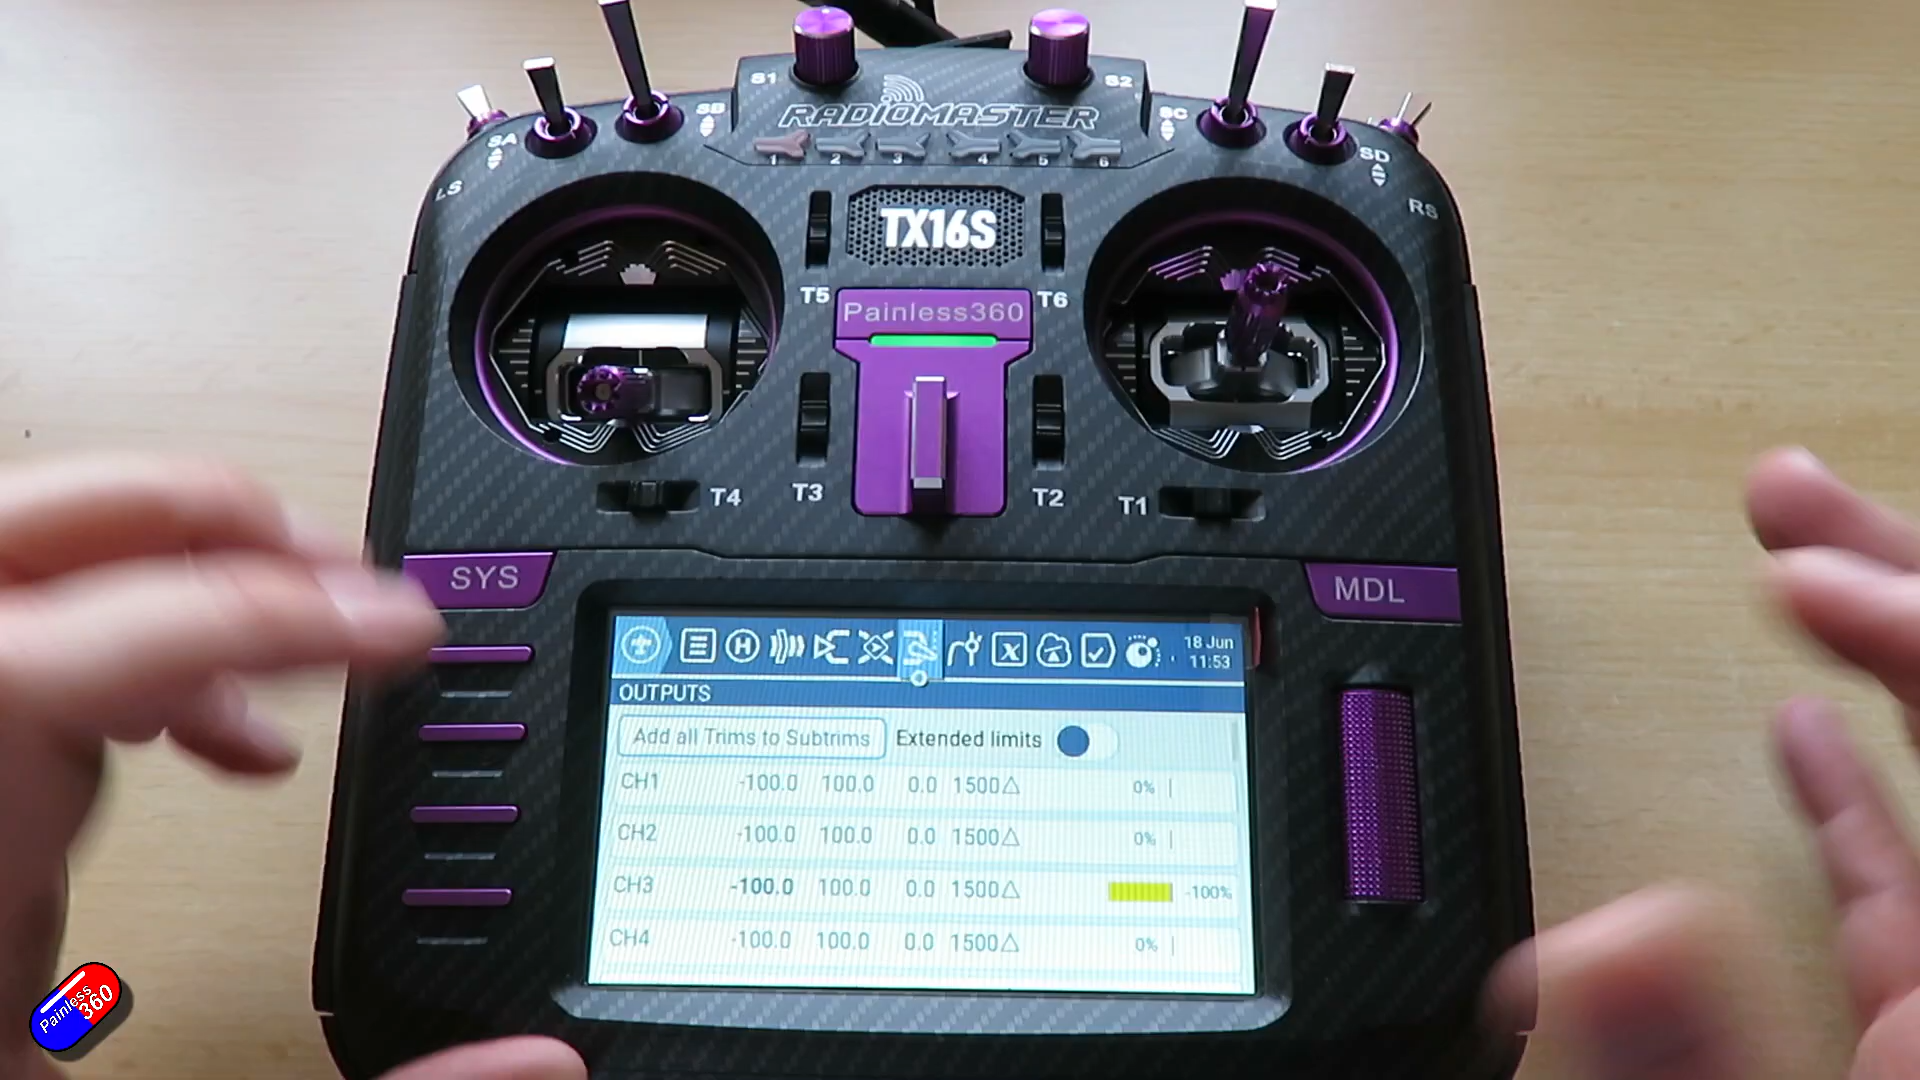 S1
S2
RADIOMASTER
SA
SB
SC
SD
1 2 3 4 5 6
LS
RS
TX16S
T5
T6
Painless360
T4
T3
T2
T1
SYS
MDL
18 Jun
11:53
OUTPUTS
Add all Trims to Subtrims Extended limits
CH1 -100.0 100.0 0.0 1500△ 0%
CH2 -100.0 100.0 0.0 1500△ 0%
CH3 -100.0 100.0 0.0 1500△ -100%
CH4 -100.0 100.0 0.0 1500△ 0%
Painless
360